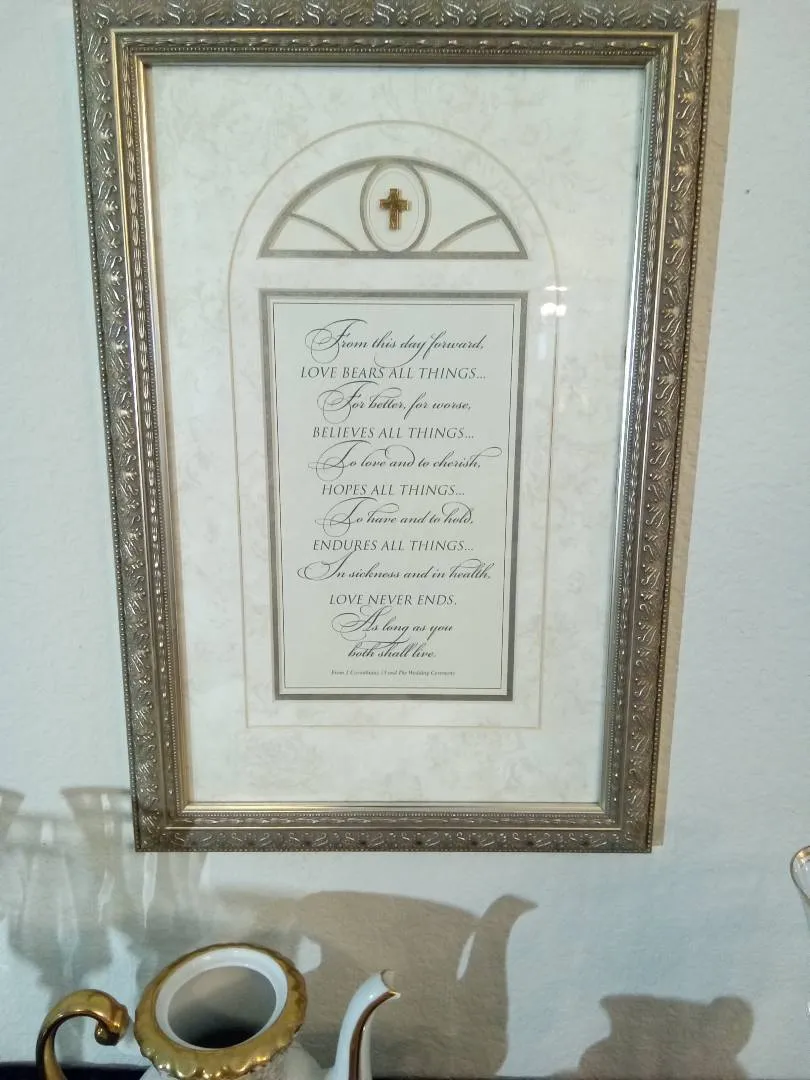 From this day forward,
LOVE BEARS ALL THINGS...
For better, for worse,
BELIEVES ALL THINGS...
To love and to cherish,
HOPES ALL THINGS...
To have and to hold,
ENDURES ALL THINGS...
In sickness and in health,
LOVE NEVER ENDS.
As long as you
both shall live.
From 1 Corinthians 13 and The Wedding Ceremony